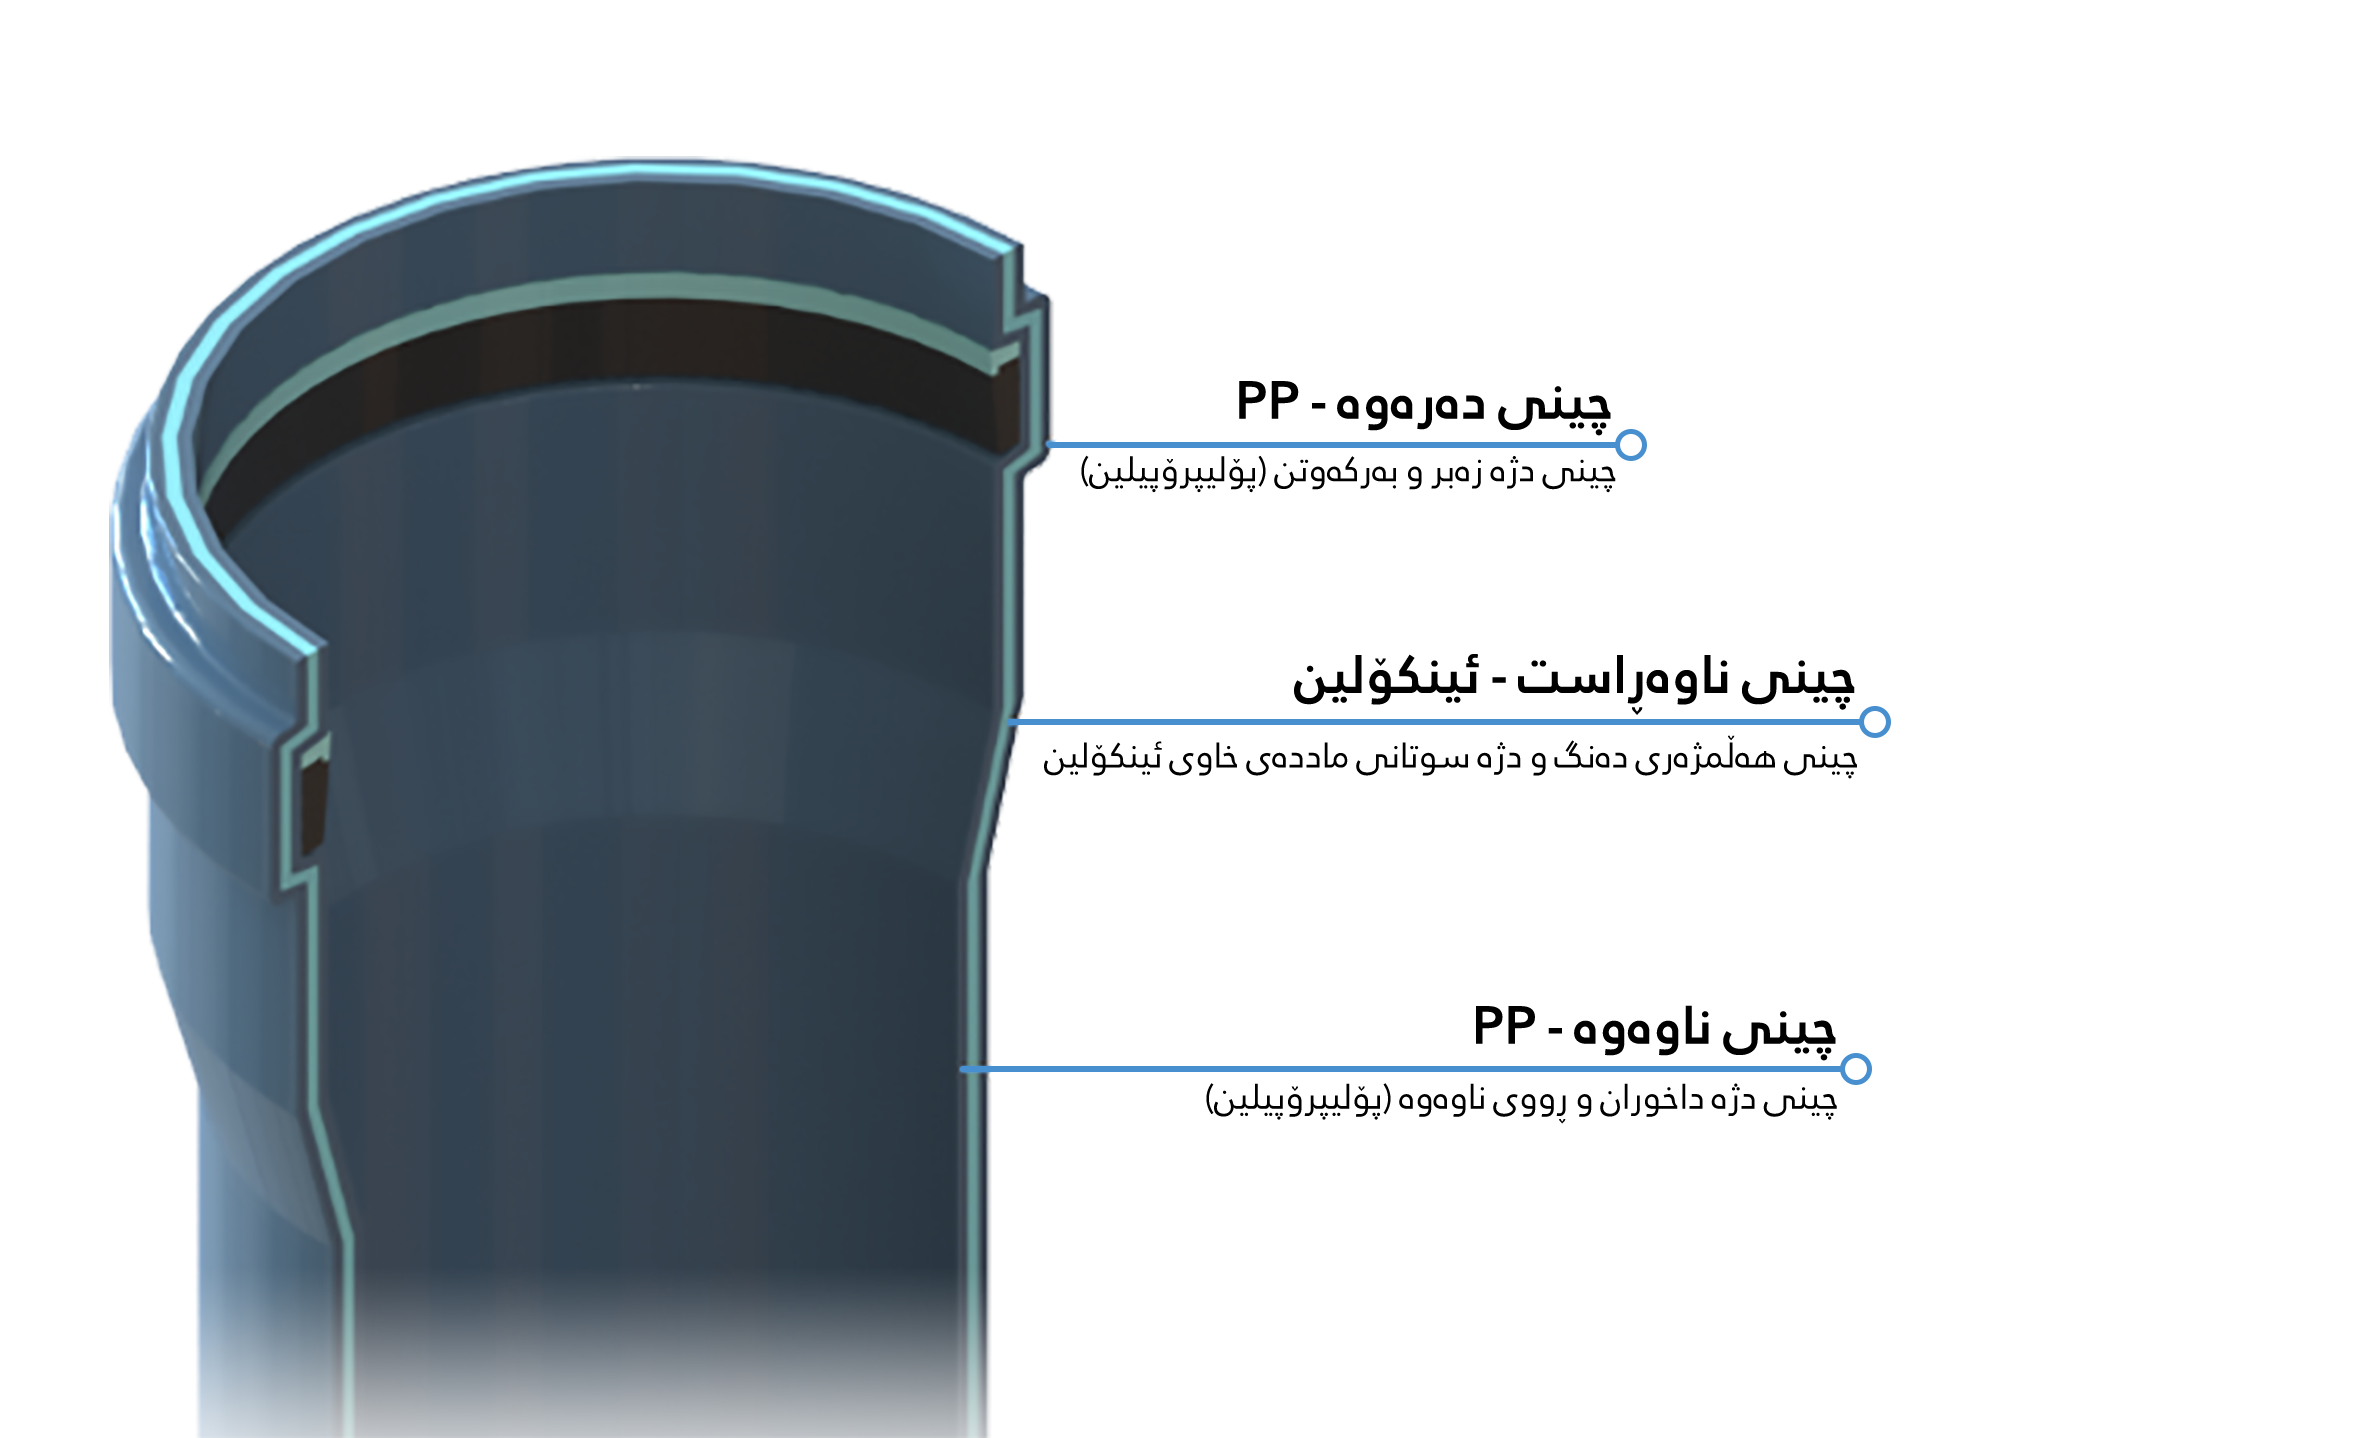 چینی دەرەوە - PP
چینی دژە زەبر و بەرکەوتن (پۆلیپرۆپیلین)
چینی ناوەڕاست - ئینکۆلین
چینی هەڵمژەری دەنگ و دژە سوتانی ماددەی خاوی ئینکۆلین
چینی ناوەوە - PP
چینی دژە داخوران و ڕووی ناوەوە (پۆلیپرۆپیلین)